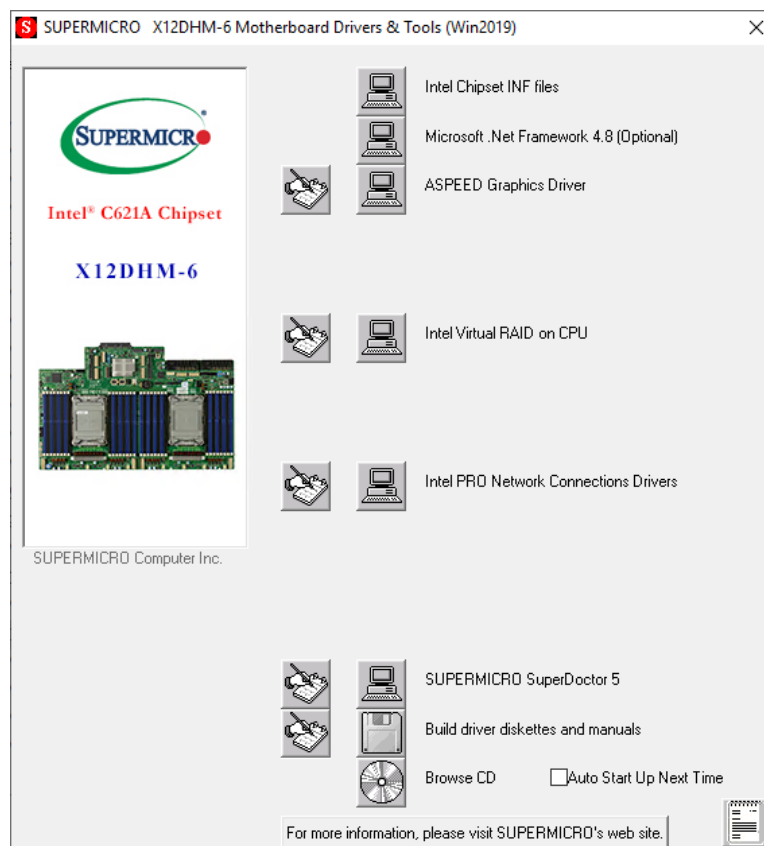 S SUPERMICRO X12DHM-6 Motherboard Drivers & Tools (Win2019)
SUPERMICRO
Intel® C621A Chipset
X12DHM-6
SUPERMICRO Computer Inc.
Intel Chipset INF files
Microsoft .Net Framework 4.8 (Optional)
ASPEED Graphics Driver
Intel Virtual RAID on CPU
Intel PRO Network Connections Drivers
SUPERMICRO SuperDoctor 5
Build driver diskettes and manuals
Browse CD
Auto Start Up Next Time
For more information, please visit SUPERMICRO's web site.